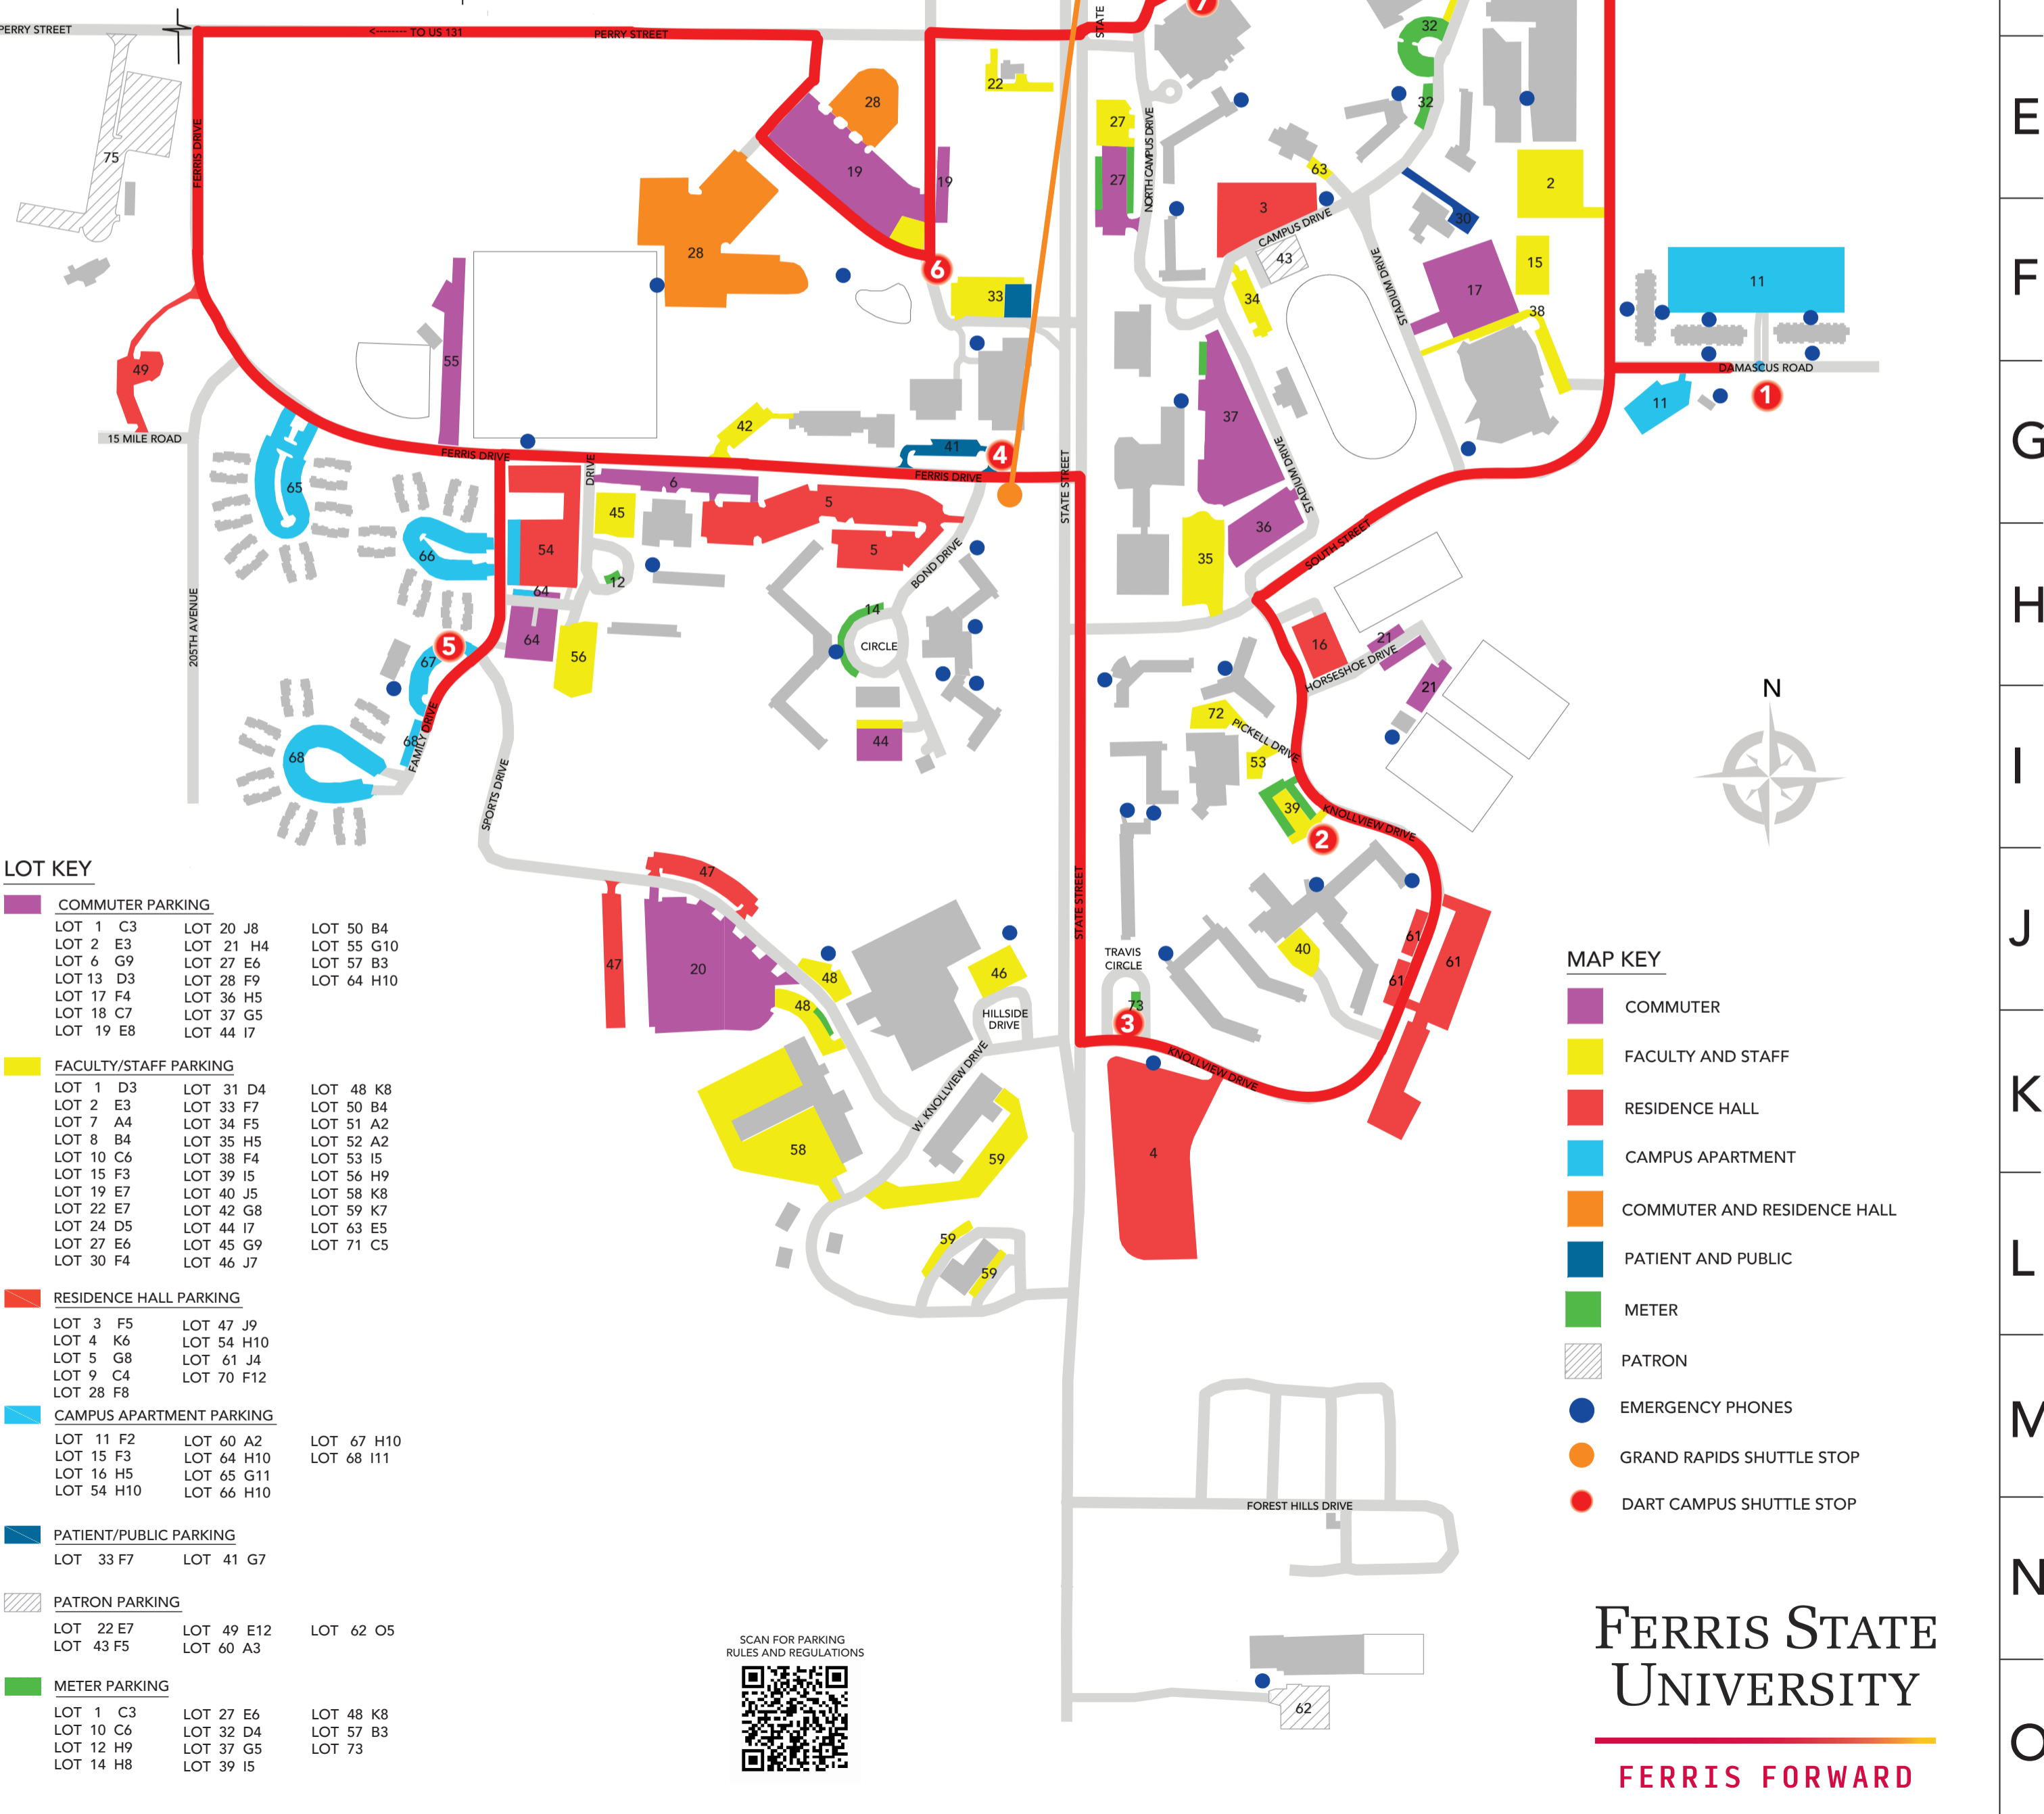 PERRY STREET
<-------- TO US 131
PERRY STREET
STATE
7
32
E
22
28
32
27
FERRIS DRIVE
75
NORTH CAMPUS DRIVE
19
63
27
19
2
3
30
CAMPUS DRIVE
28
43
STADIUM DRIVE
15
F
6
17
11
33
34
38
55
49
DAMASCUS ROAD
1
11
37
G
15 MILE ROAD
42
41
4
FERRIS DRIVE
DRIVE
FERRIS DRIVE
STATE STREET
STADIUM DRIVE
65
6
5
45
36
66
54
5
35
SOUTH STREET
BOND DRIVE
12
64
14
H
205TH AVENUE
64
CIRCLE
16
21
5
67
56
HORSESHOE DRIVE
21
N
72
PICKELL DRIVE
FAMILY DRIVE
68
44
53
68
I
SPORTS DRIVE
39
KNOLLVIEW DRIVE
2
47
STATE STREET
J
61
40
TRAVIS
CIRCLE
61
47
20
48
46
61
48
73
HILLSIDE
DRIVE
3
W. KNOLLVIEW DRIVE
KNOLLVIEW DRIVE
K
58
59
4
59
59
L
M
FOREST HILLS DRIVE
N
62
O
LOT KEY
COMMUTER PARKING
LOT 1 C3
LOT 2 E3
LOT 6 G9
LOT 13 D3
LOT 17 F4
LOT 18 C7
LOT 19 E8
LOT 20 J8
LOT 21 H4
LOT 27 E6
LOT 28 F9
LOT 36 H5
LOT 37 G5
LOT 44 I7
LOT 50 B4
LOT 55 G10
LOT 57 B3
LOT 64 H10
FACULTY/STAFF PARKING
LOT 1 D3
LOT 2 E3
LOT 7 A4
LOT 8 B4
LOT 10 C6
LOT 15 F3
LOT 19 E7
LOT 22 E7
LOT 24 D5
LOT 27 E6
LOT 30 F4
LOT 31 D4
LOT 33 F7
LOT 34 F5
LOT 35 H5
LOT 38 F4
LOT 39 I5
LOT 40 J5
LOT 42 G8
LOT 44 I7
LOT 45 G9
LOT 46 J7
LOT 48 K8
LOT 50 B4
LOT 51 A2
LOT 52 A2
LOT 53 I5
LOT 56 H9
LOT 58 K8
LOT 59 K7
LOT 63 E5
LOT 71 C5
RESIDENCE HALL PARKING
LOT 3 F5
LOT 4 K6
LOT 5 G8
LOT 9 C4
LOT 28 F8
LOT 47 J9
LOT 54 H10
LOT 61 J4
LOT 70 F12
CAMPUS APARTMENT PARKING
LOT 11 F2
LOT 15 F3
LOT 16 H5
LOT 54 H10
LOT 60 A2
LOT 64 H10
LOT 65 G11
LOT 66 H10
LOT 67 H10
LOT 68 I11
PATIENT/PUBLIC PARKING
LOT 33 F7
LOT 41 G7
PATRON PARKING
LOT 22 E7
LOT 43 F5
LOT 49 E12
LOT 60 A3
LOT 62 O5
METER PARKING
LOT 1 C3
LOT 10 C6
LOT 12 H9
LOT 14 H8
LOT 27 E6
LOT 32 D4
LOT 37 G5
LOT 39 I5
LOT 48 K8
LOT 57 B3
LOT 73
SCAN FOR PARKING
RULES AND REGULATIONS
MAP KEY
COMMUTER
FACULTY AND STAFF
RESIDENCE HALL
CAMPUS APARTMENT
COMMUTER AND RESIDENCE HALL
PATIENT AND PUBLIC
METER
PATRON
EMERGENCY PHONES
GRAND RAPIDS SHUTTLE STOP
DART CAMPUS SHUTTLE STOP
FERRIS STATE
UNIVERSITY
FERRIS FORWARD